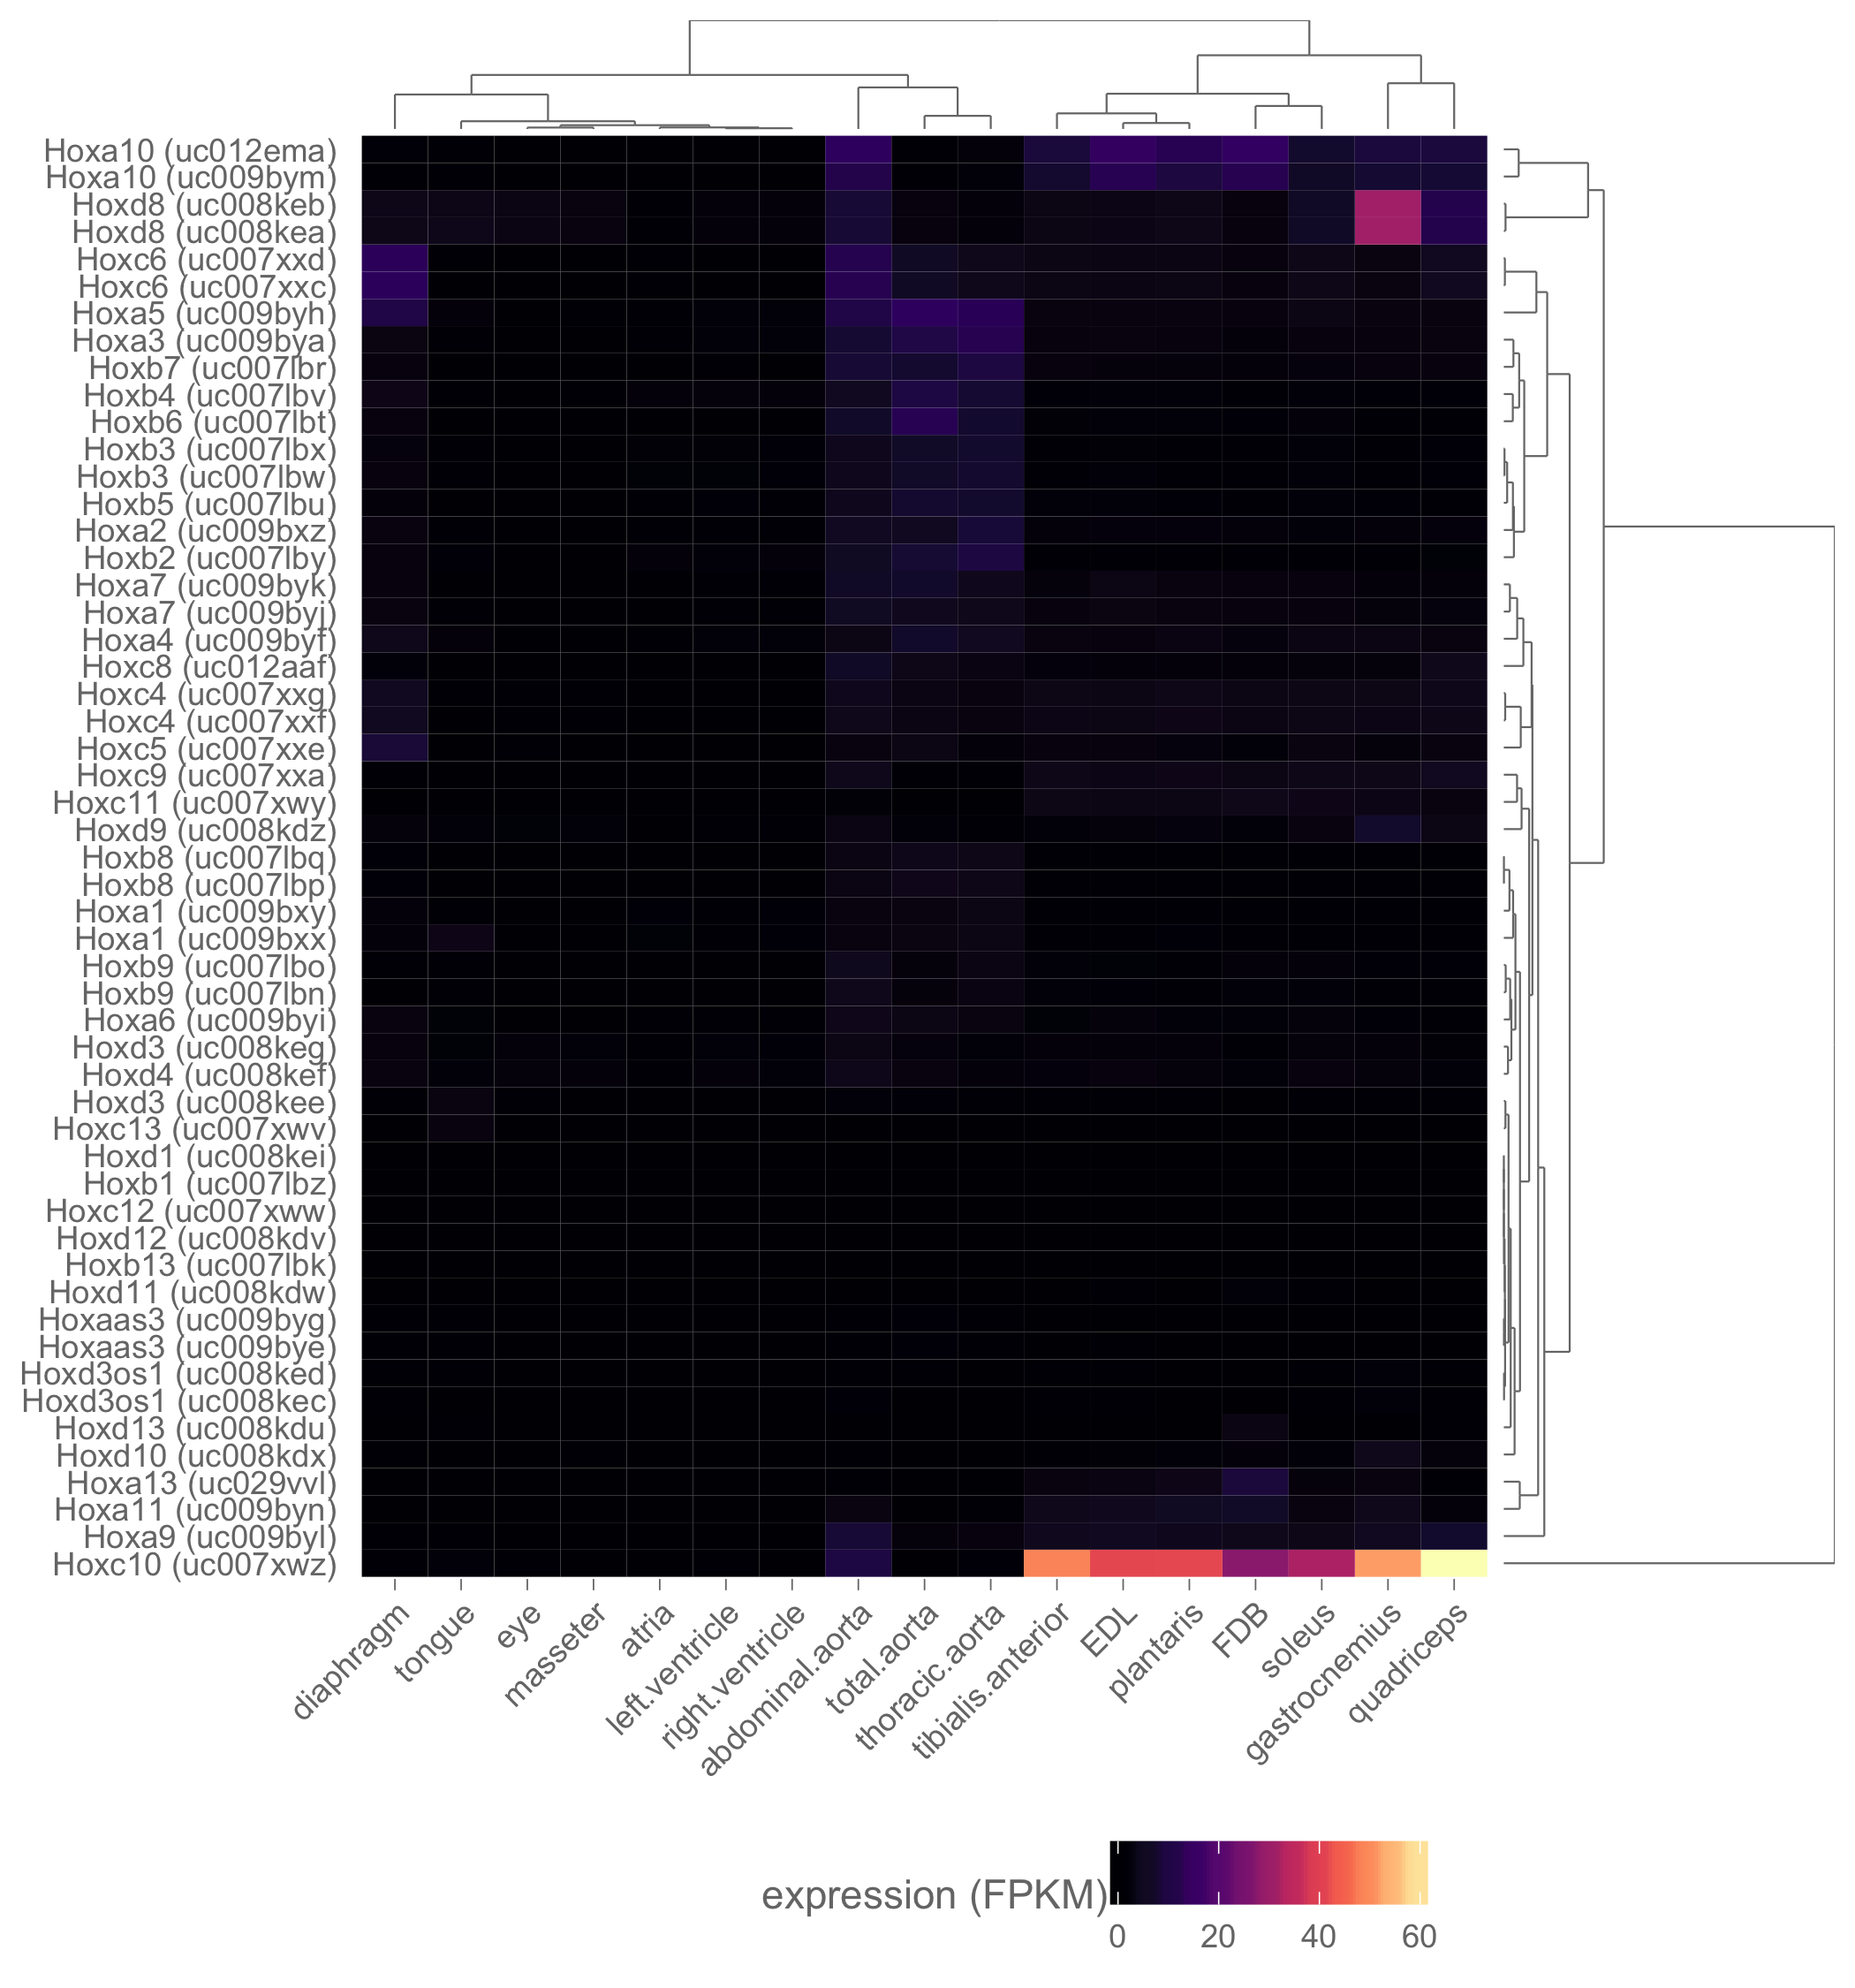 Hoxa10 (uc012ema)
Hoxa10 (uc009bym)
Hoxd8 (uc008keb)
Hoxd8 (uc008kea)
Hoxc6 (uc007xxd)
Hoxc6 (uc007xxc)
Hoxa5 (uc009byh)
Hoxa3 (uc009bya)
Hoxb7 (uc007lbr)
Hoxb4 (uc007lbv)
Hoxb6 (uc007lbt)
Hoxb3 (uc007lbx)
Hoxb3 (uc007lbw)
Hoxb5 (uc007lbu)
Hoxa2 (uc009bxz)
Hoxb2 (uc007lby)
Hoxa7 (uc009byk)
Hoxa7 (uc009byj)
Hoxa4 (uc009byf)
Hoxc8 (uc012aaf)
Hoxc4 (uc007xxg)
Hoxc4 (uc007xxf)
Hoxc5 (uc007xxe)
Hoxc9 (uc007xxa)
Hoxc11 (uc007xwy)
Hoxd9 (uc008kdz)
Hoxb8 (uc007lbq)
Hoxb8 (uc007lbp)
Hoxa1 (uc009bxy)
Hoxa1 (uc009bxx)
Hoxb9 (uc007lbo)
Hoxb9 (uc007lbn)
Hoxa6 (uc009byi)
Hoxd3 (uc008keg)
Hoxd4 (uc008kef)
Hoxd3 (uc008kee)
Hoxc13 (uc007xwv)
Hoxd1 (uc008kei)
Hoxb1 (uc007lbz)
Hoxc12 (uc007xww)
Hoxd12 (uc008kdv)
Hoxb13 (uc007lbk)
Hoxd11 (uc008kdw)
Hoxaas3 (uc009byg)
Hoxaas3 (uc009bye)
Hoxd3os1 (uc008ked)
Hoxd3os1 (uc008kec)
Hoxd13 (uc008kdu)
Hoxd10 (uc008kdx)
Hoxa13 (uc029vvl)
Hoxa11 (uc009byn)
Hoxa9 (uc009byl)
Hoxc10 (uc007xwz)
diaphragm
tongue
eye
masseter
atria
left.ventricle
right.ventricle
abdominal.aorta
total.aorta
thoracic.aorta
tibialis.anterior
EDL
plantaris
FDB
soleus
gastrocnemius
quadriceps
expression (FPKM)
0 20 40 60